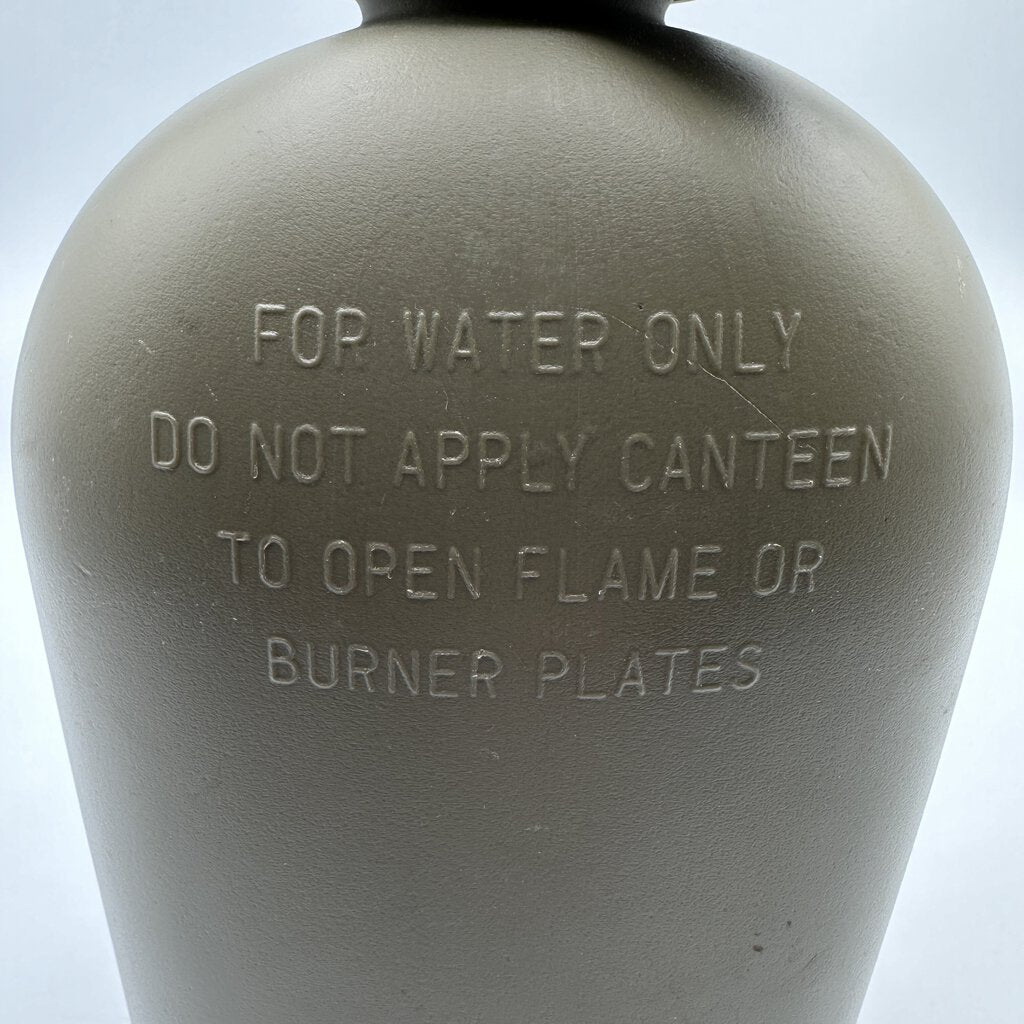 FOR WATER ONLY
DO NOT APPLY CANTEEN
TO OPEN FLAME OR
BURNER PLATES